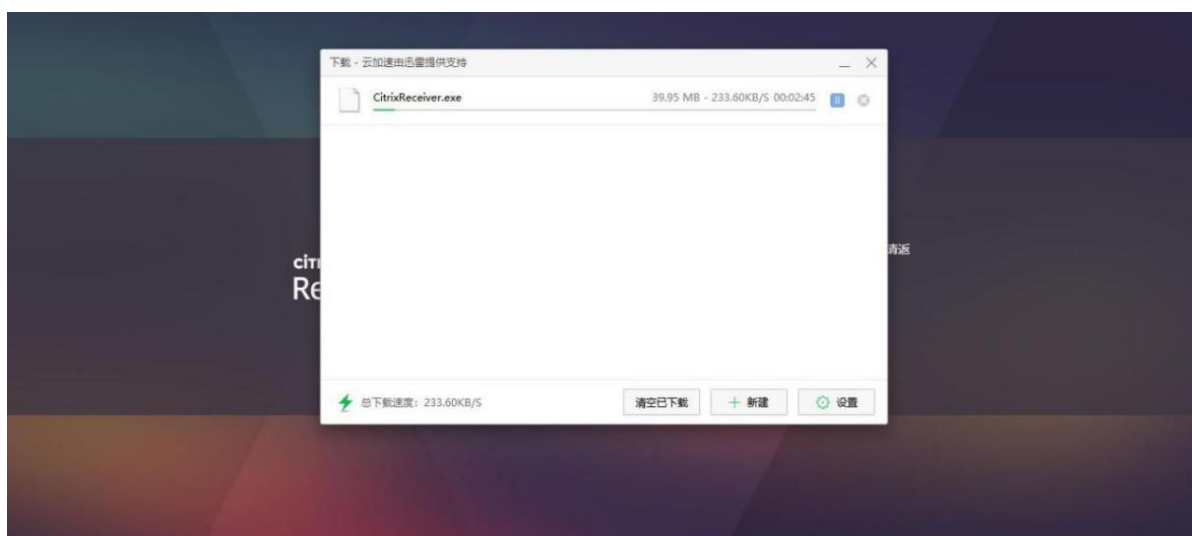 下载 - 云加速由迅雷提供支持
CitrixReceiver.exe
39.95 MB - 233.60KB/S 00:02:45
请返
CITR
Re
总下载速度: 233.60KB/S
清空已下载
新建
设置